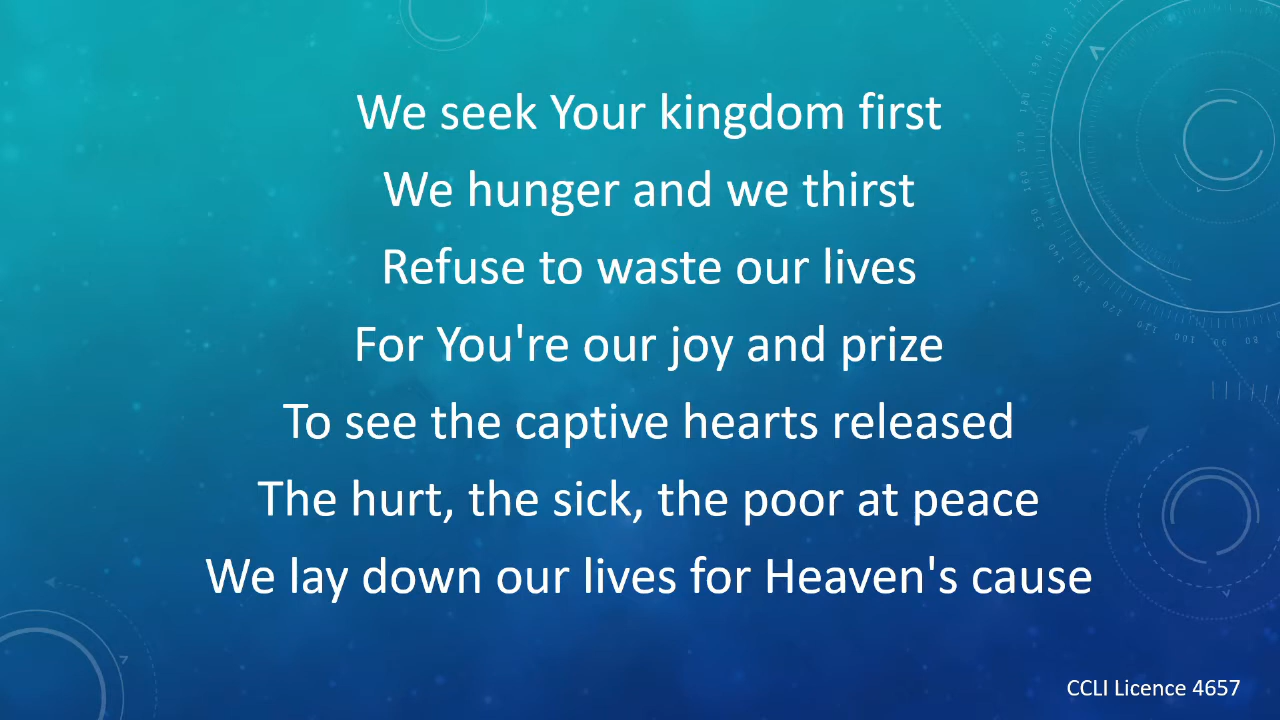 We seek Your kingdom first
We hunger and we thirst
Refuse to waste our lives
For You're our joy and prize
To see the captive hearts released
The hurt, the sick, the poor at peace
We lay down our lives for Heaven's cause
CCLI Licence 4657